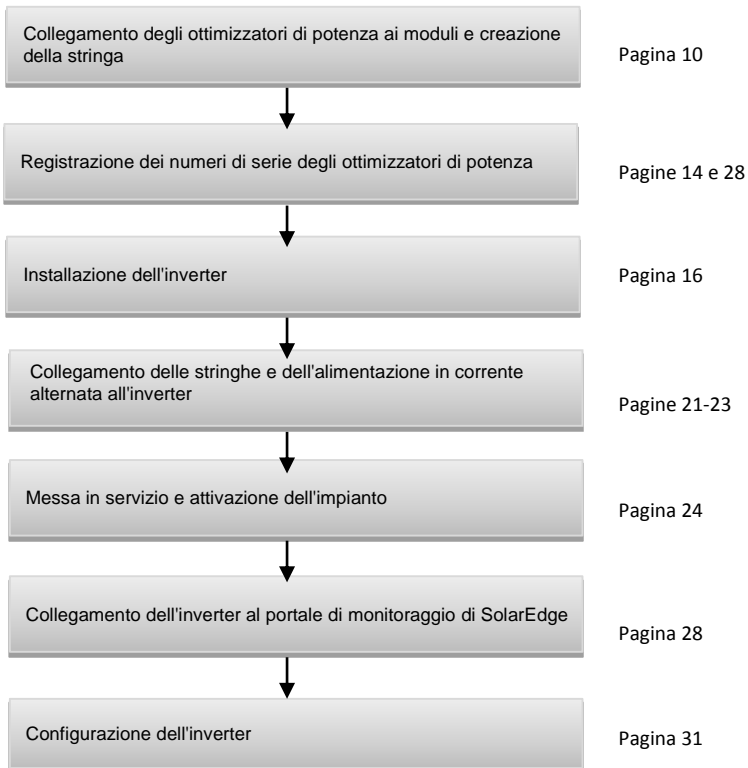 Collegamento degli ottimizzatori di potenza ai moduli e creazione
della stringa
Pagina 10
Registrazione dei numeri di serie degli ottimizzatori di potenza
Pagine 14 e 28
Installazione dell'inverter
Pagina 16
Collegamento delle stringhe e dell'alimentazione in corrente
alternata all'inverter
Pagine 21-23
Messa in servizio e attivazione dell'impianto
Pagina 24
Collegamento dell'inverter al portale di monitoraggio di SolarEdge
Pagina 28
Configurazione dell'inverter
Pagina 31